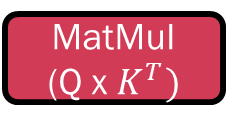 MatMul
(Q x $K^T$)